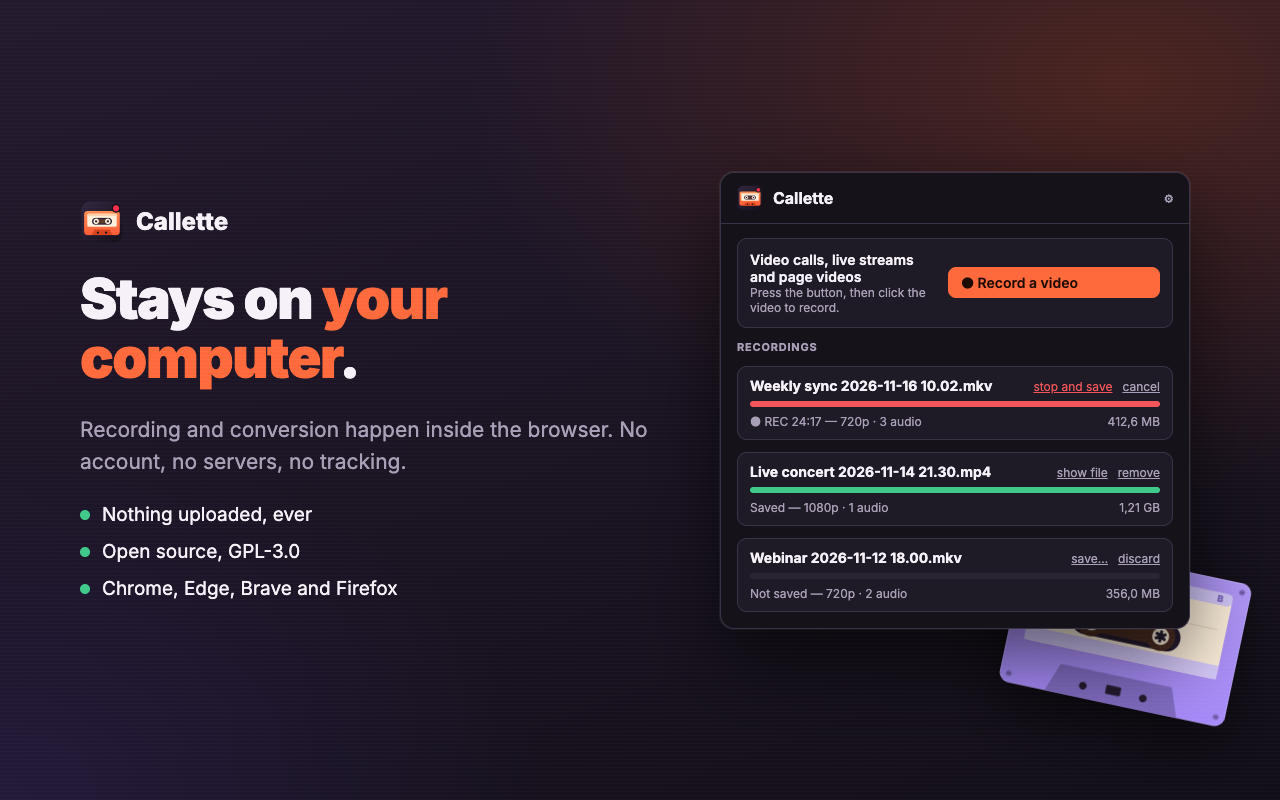 Callette
Stays on your
computer.
Recording and conversion happen inside the browser. No
account, no servers, no tracking.
Nothing uploaded, ever
Open source, GPL-3.0
Chrome, Edge, Brave and Firefox
Callette
Video calls, live streams
and page videos
Press the button, then click the
video to record.
Record a video
RECORDINGS
Weekly sync 2026-11-16 10.02.mkv stop and save cancel
REC 24:17 — 720p · 3 audio 412,6 MB
Live concert 2026-11-14 21.30.mp4 show file remove
Saved — 1080p · 1 audio 1,21 GB
Webinar 2026-11-12 18.00.mkv save... discard
Not saved — 720p · 2 audio 356,0 MB
B